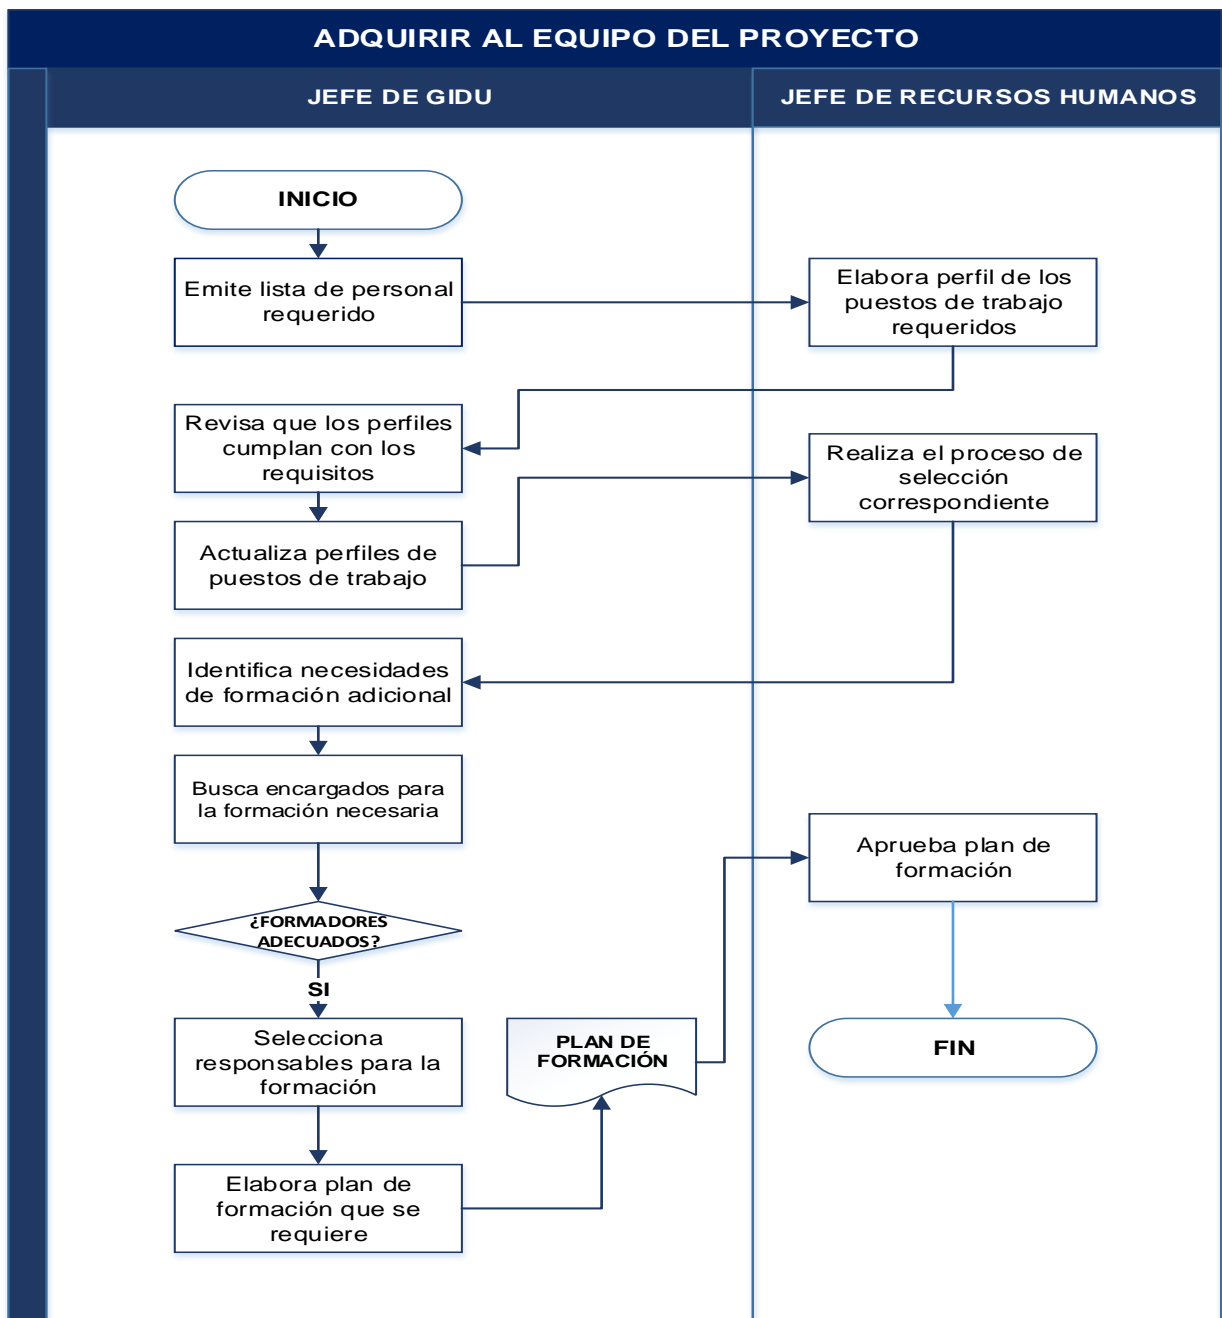 ADQUIRIR AL EQUIPO DEL PROYECTO
JEFE DE GIDU
JEFE DE RECURSOS HUMANOS
INICIO
Emite lista de personal
requerido
Elabora perfil de los
puestos de trabajo
requeridos
Revisa que los perfiles
cumplan con los
requisitos
Realiza el proceso de
selección
correspondiente
Actualiza perfiles de
puestos de trabajo
Identifica necesidades
de formación adicional
Busca encargados para
la formación necesaria
Aprueba plan de
formación
¿FORMADORES
ADECUADOS?
SI
Selecciona
responsables para la
formación
PLAN DE
FORMACIÓN
FIN
Elabora plan de
formación que se
requiere